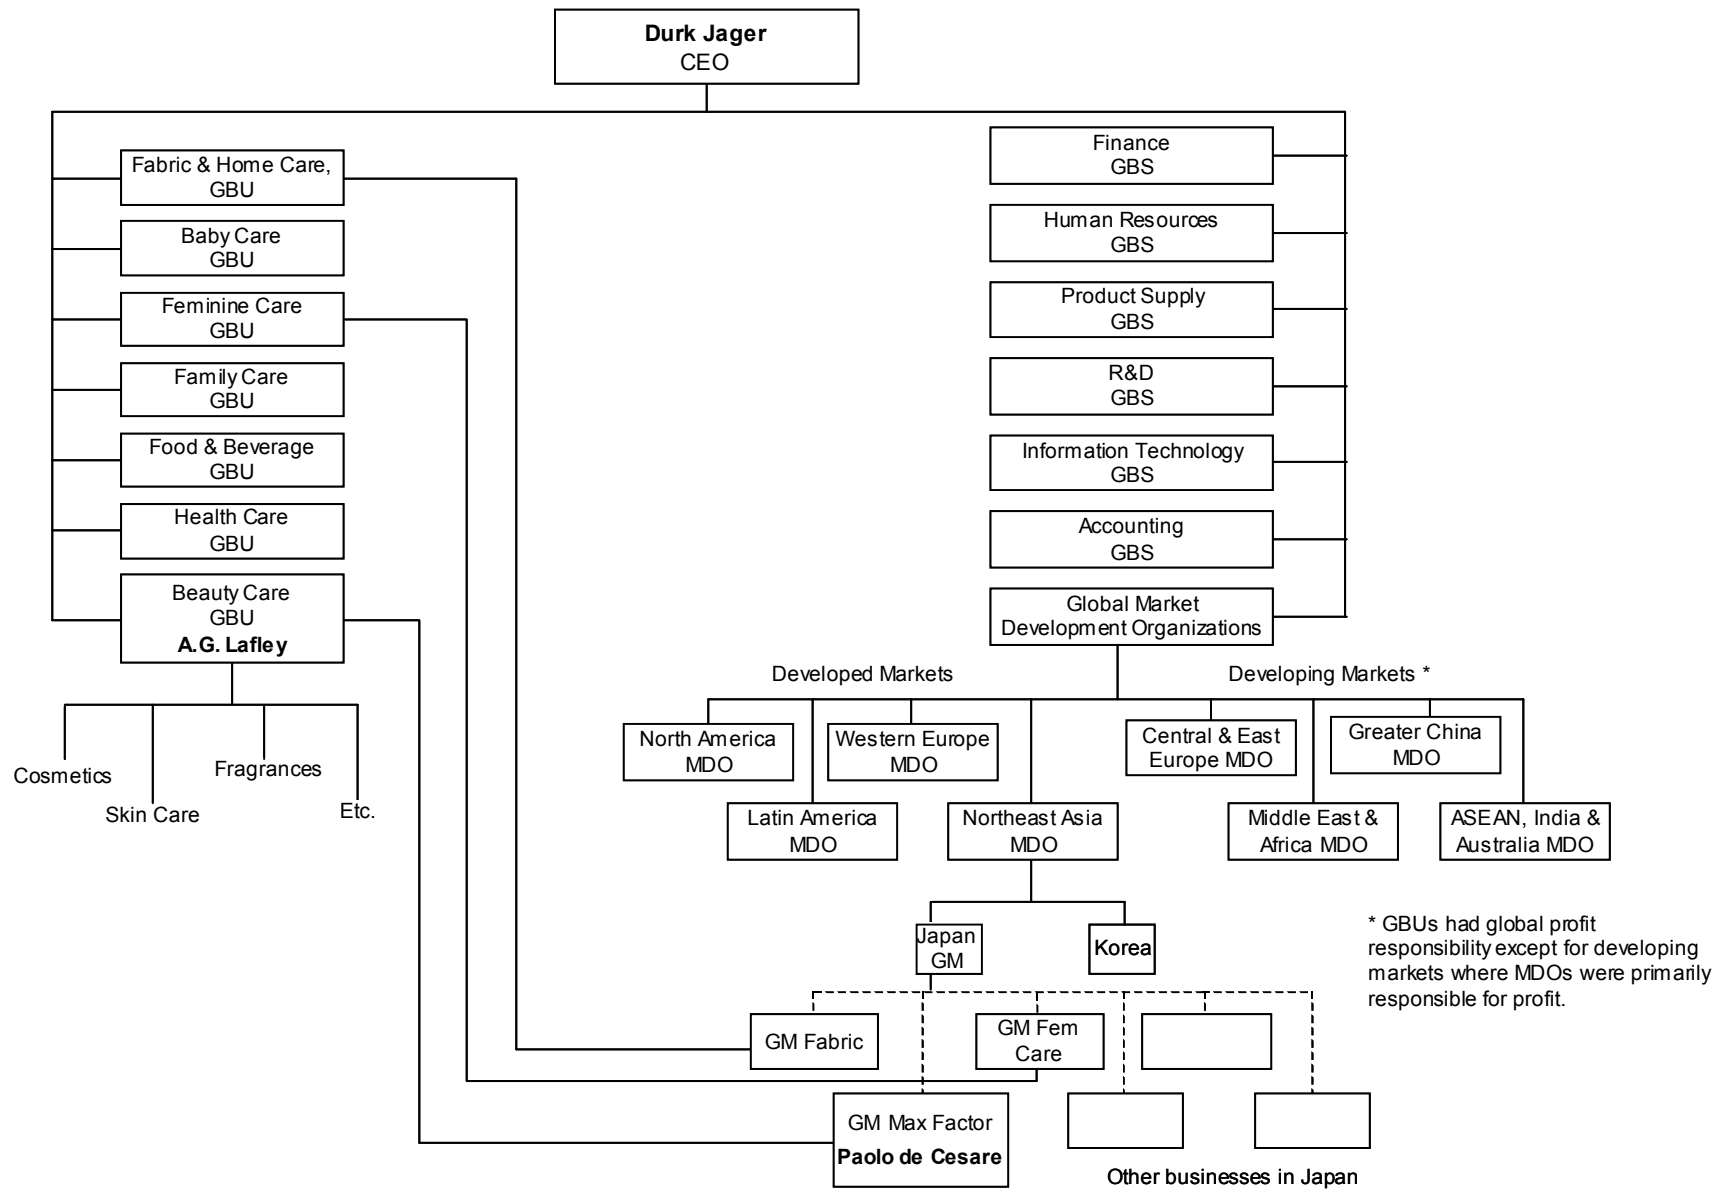 Durk Jager
CEO
Fabric & Home Care,
GBU
Baby Care
GBU
Feminine Care
GBU
Family Care
GBU
Food & Beverage
GBU
Health Care
GBU
Beauty Care
GBU
A.G. Lafley
Cosmetics
Skin Care
Fragrances
Etc.
Finance
GBS
Human Resources
GBS
Product Supply
GBS
R&D
GBS
Information Technology
GBS
Accounting
GBS
Global Market
Development Organizations
Developed Markets
Developing Markets *
North America
MDO
Latin America
MDO
Western Europe
MDO
Northeast Asia
MDO
Central & East
Europe MDO
Middle East &
Africa MDO
Greater China
MDO
ASEAN, India &
Australia MDO
Japan
GM
Korea
* GBUs had global profit
responsibility except for developing
markets where MDOs were primarily
responsible for profit.
GM Fabric
GM Fem
Care
GM Max Factor
Paolo de Cesare
Other businesses in Japan